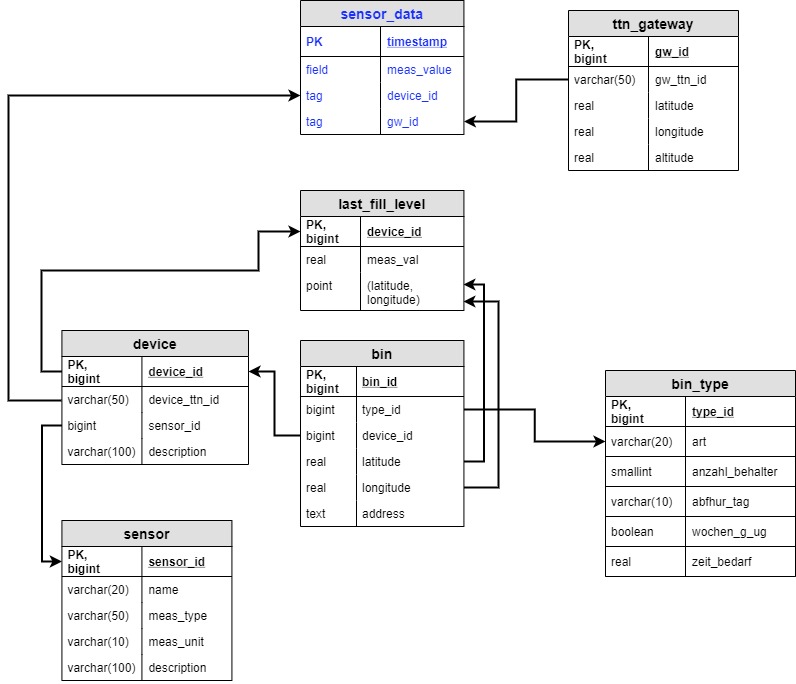 sensor_data
PK timestamp
field meas_value
tag device_id
tag gw_id
ttn_gateway
PK,
bigint gw_id
varchar(50) gw_ttn_id
real latitude
real longitude
real altitude
last_fill_level
PK,
bigint device_id
real meas_val
point (latitude,
longitude)
device
PK,
bigint device_id
varchar(50) device_ttn_id
bigint sensor_id
varchar(100) description
bin
PK,
bigint bin_id
bigint type_id
bigint device_id
real latitude
real longitude
text address
bin_type
PK,
bigint type_id
varchar(20) art
smallint anzahl_behalter
varchar(10) abfhur_tag
boolean wochen_g_ug
real zeit_bedarf
sensor
PK,
bigint sensor_id
varchar(20) name
varchar(50) meas_type
varchar(10) meas_unit
varchar(100) description